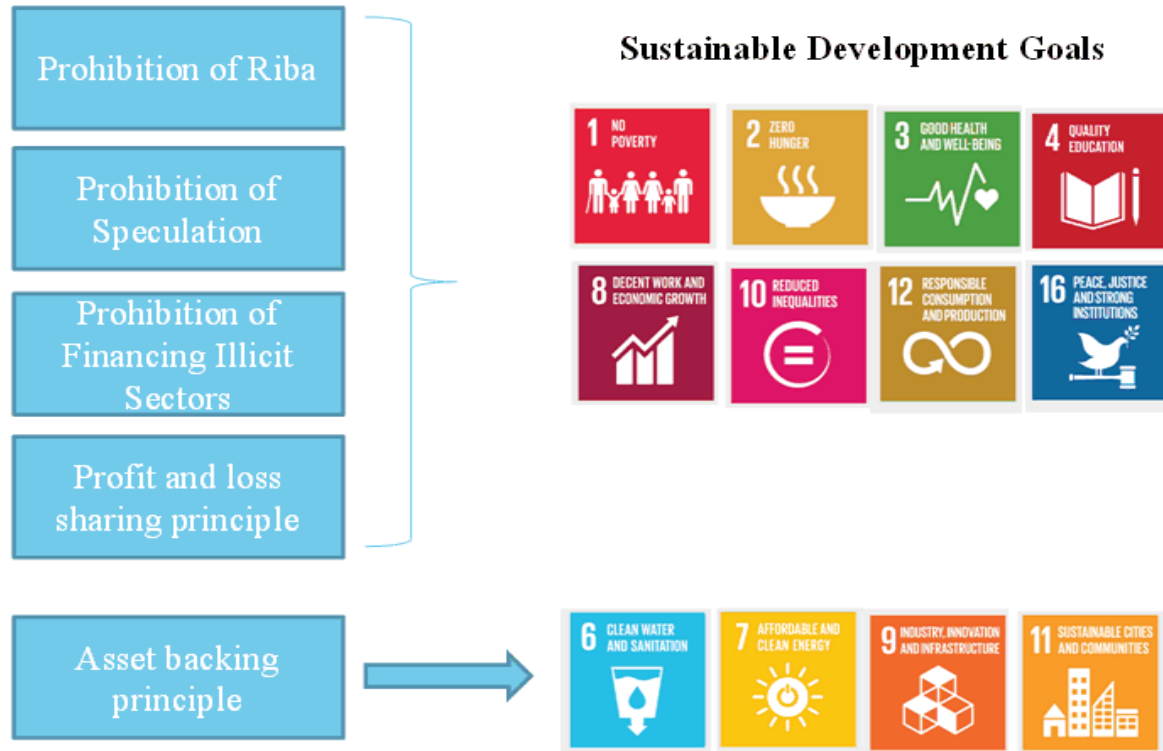 Prohibition of Riba
Prohibition of
Speculation
Prohibition of
Financing Illicit
Sectors
Profit and loss
sharing principle
Asset backing
principle
Sustainable Development Goals
1 NO
POVERTY
2 ZERO
HUNGER
3 GOOD HEALTH
AND WELL-BEING
4 QUALITY
EDUCATION
8 DECENT WORK AND
ECONOMIC GROWTH
10 REDUCED
INEQUALITIES
12 RESPONSIBLE
CONSUMPTION
AND PRODUCTION
16 PEACE, JUSTICE
AND STRONG
INSTITUTIONS
6 CLEAN WATER
AND SANITATION
7 AFFORDABLE AND
CLEAN ENERGY
9 INDUSTRY, INNOVATION
AND INFRASTRUCTURE
11 SUSTAINABLE CITIES
AND COMMUNITIES